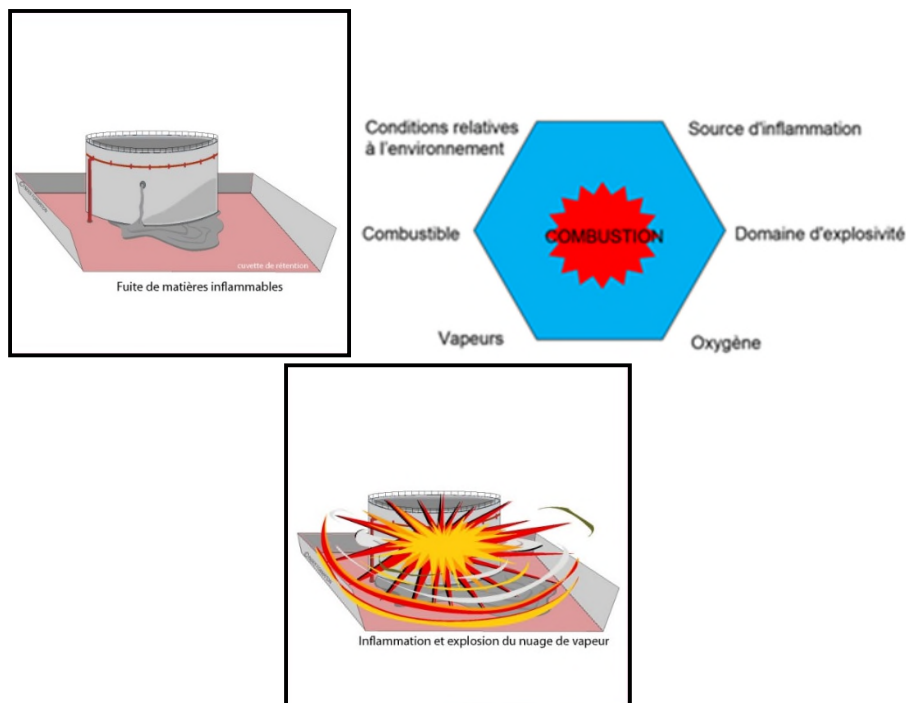 cuvette de rétention
Fuite de matières inflammables
Conditions relatives
à l'environnement
Source d'inflammation
Combustible
COMBUSTION
Domaine d'explosivité
Vapeurs
Oxygène
Inflammation et explosion du nuage de vapeur